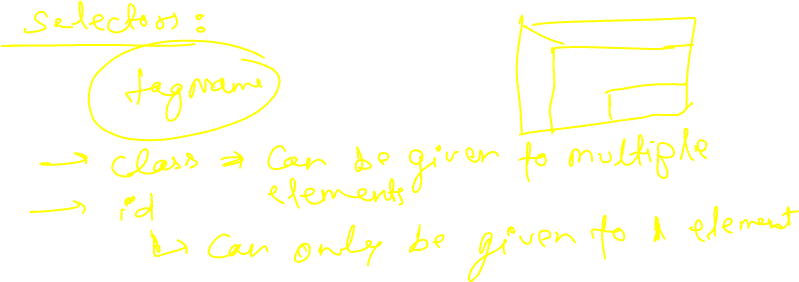 Selectors:
tagname
→ class → Can be given to multiple
elements
→ id
↳ Can only be given to 1 element